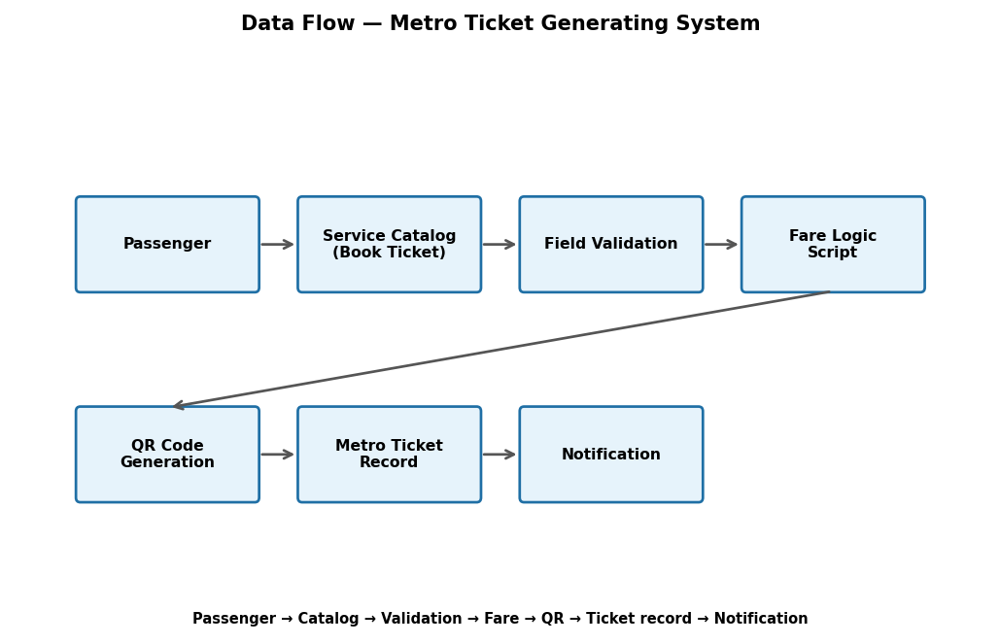 Data Flow — Metro Ticket Generating System
Passenger
Service Catalog
(Book Ticket)
Field Validation
Fare Logic
Script
QR Code
Generation
Metro Ticket
Record
Notification
Passenger → Catalog → Validation → Fare → QR → Ticket record → Notification